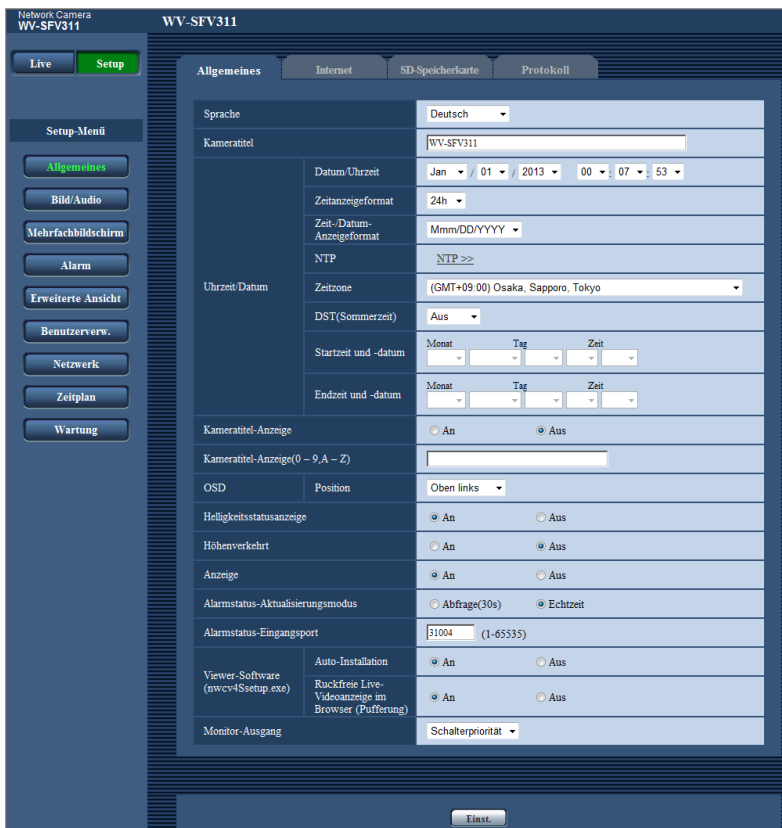 Network Camera
WV-SFV311
WV-SFV311
Live
Setup
Setup-Menü
Allgemeines
Bild/Audio
Mehrfachbildschirm
Alarm
Erweiterte Ansicht
Benutzerverw.
Netzwerk
Zeitplan
Wartung
Allgemeines
Internet
SD-Speicherkarte
Protokoll
Sprache
Deutsch
Kameratitel
WV-SFV311
Uhrzeit/Datum
Datum/Uhrzeit
Jan / 01 / 2013 00 : 07 : 53
Zeitanzeigeformat
24h
Zeit-/Datum-
Anzeigeformat
Mmm/DD/YYYY
NTP
NTP >>
Zeitzone
(GMT+09:00) Osaka, Sapporo, Tokyo
DST(Sommerzeit)
Aus
Startzeit und -datum
Monat Tag Zeit
Endzeit und -datum
Monat Tag Zeit
Kameratitel-Anzeige
An Aus
Kameratitel-Anzeige(0 – 9,A – Z)
OSD
Position
Oben links
Helligkeitsstatusanzeige
An Aus
Höhenverkehrt
An Aus
Anzeige
An Aus
Alarmstatus-Aktualisierungsmodus
Abfrage(30s) Echtzeit
Alarmstatus-Eingangsport
31004 (1-65535)
Viewer-Software
(nwcv4Ssetup.exe)
Auto-Installation
An Aus
Ruckfreie Live-
Videoanzeige im
Browser (Pufferung)
An Aus
Monitor-Ausgang
Schalterpriorität
Einst.